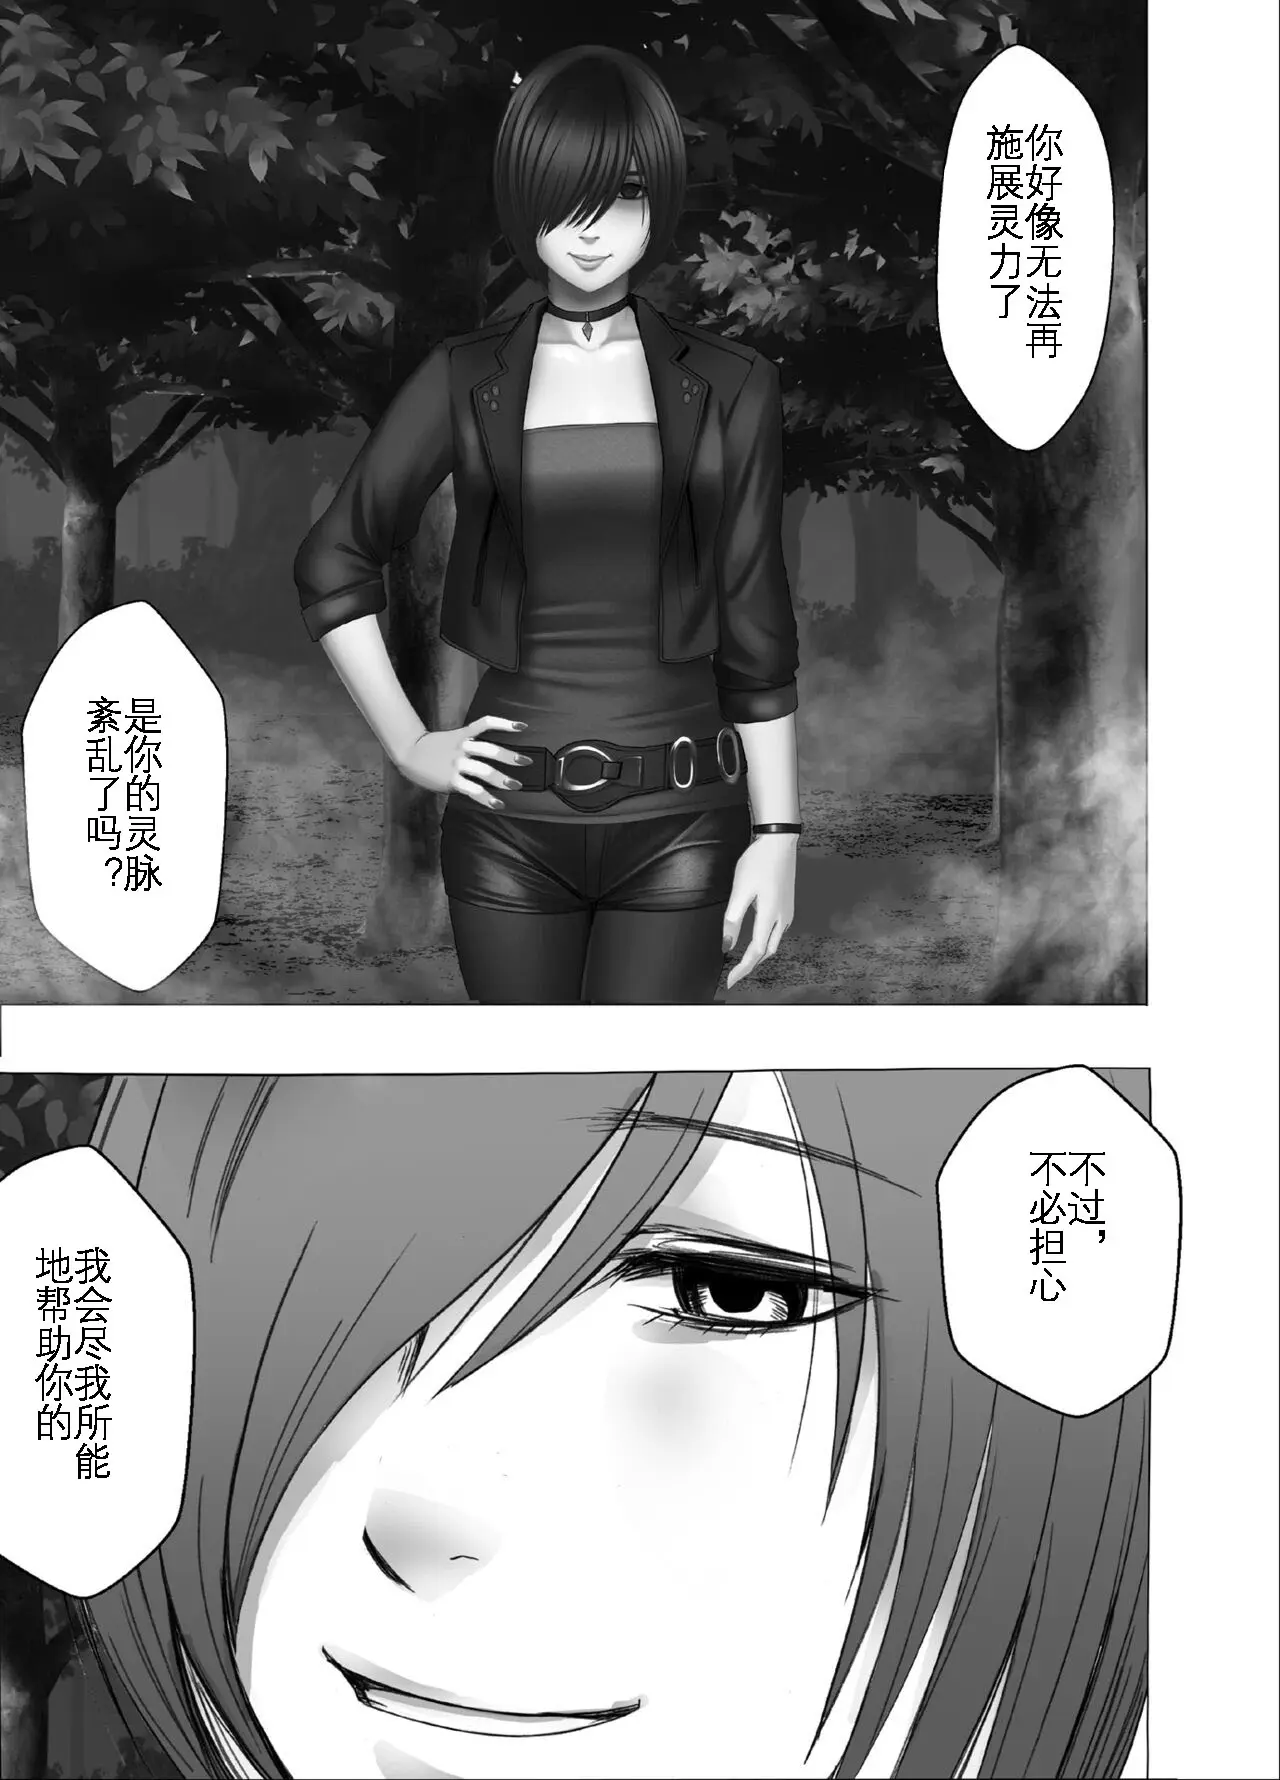 你好像无法再
施展灵力了
是你的灵脉
紊乱了吗?
不过，
不必担心
我会尽我所能
地帮助你的